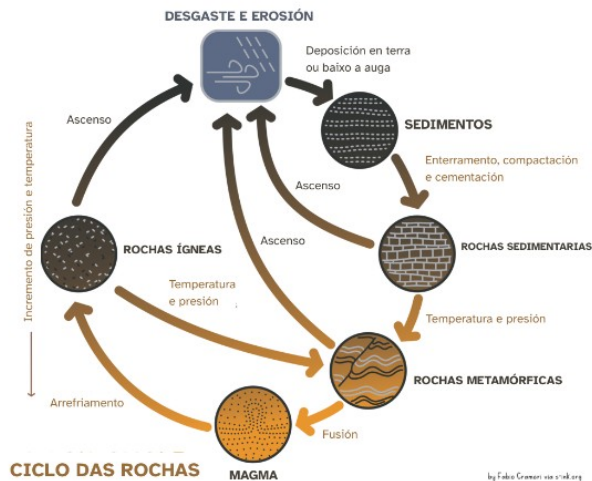 DESGASTE E EROSIÓN
Deposición en terra
ou baixo a auga
Ascenso
SEDIMENTOS
Enterramento, compactación
e cementación
Ascenso
Incremento de presión e temperatura
ROCHAS ÍGNEAS
Ascenso
ROCHAS SEDIMENTARIAS
Temperatura
e presión
Temperatura e presión
ROCHAS METAMÓRFICAS
Arrefriamento
Fusión
CICLO DAS ROCHAS
MAGMA
by Fabio Crameri via s-ink.org